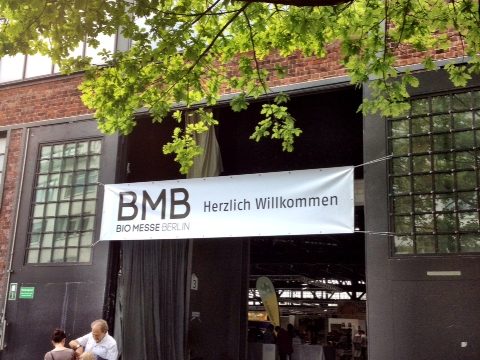 BMB Herzlich Willkommen
BIO MESSE BERLIN